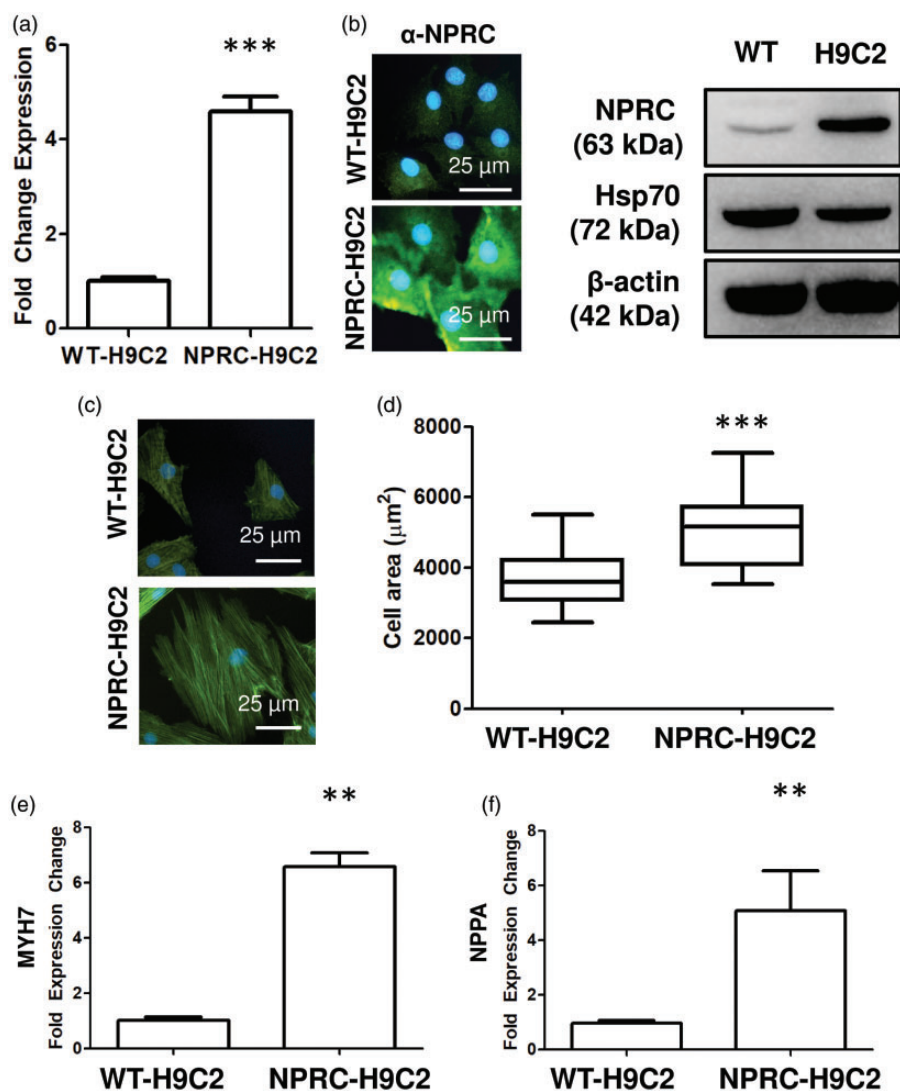 (a)
Fold Change Expression
6
4
2
0
***
WT-H9C2
NPRC-H9C2
(b)
α-NPRC
WT-H9C2
25 μm
NPRC-H9C2
25 μm
WT
H9C2
NPRC
(63 kDa)
Hsp70
(72 kDa)
β-actin
(42 kDa)
(c)
WT-H9C2
25 μm
NPRC-H9C2
25 μm
(d)
Cell area (μm²)
8000
6000
4000
2000
0
***
WT-H9C2
NPRC-H9C2
(e)
MYH7
Fold Expression Change
8
6
4
2
0
**
WT-H9C2
NPRC-H9C2
(f)
NPPA
Fold Expression Change
8
6
4
2
0
**
WT-H9C2
NPRC-H9C2